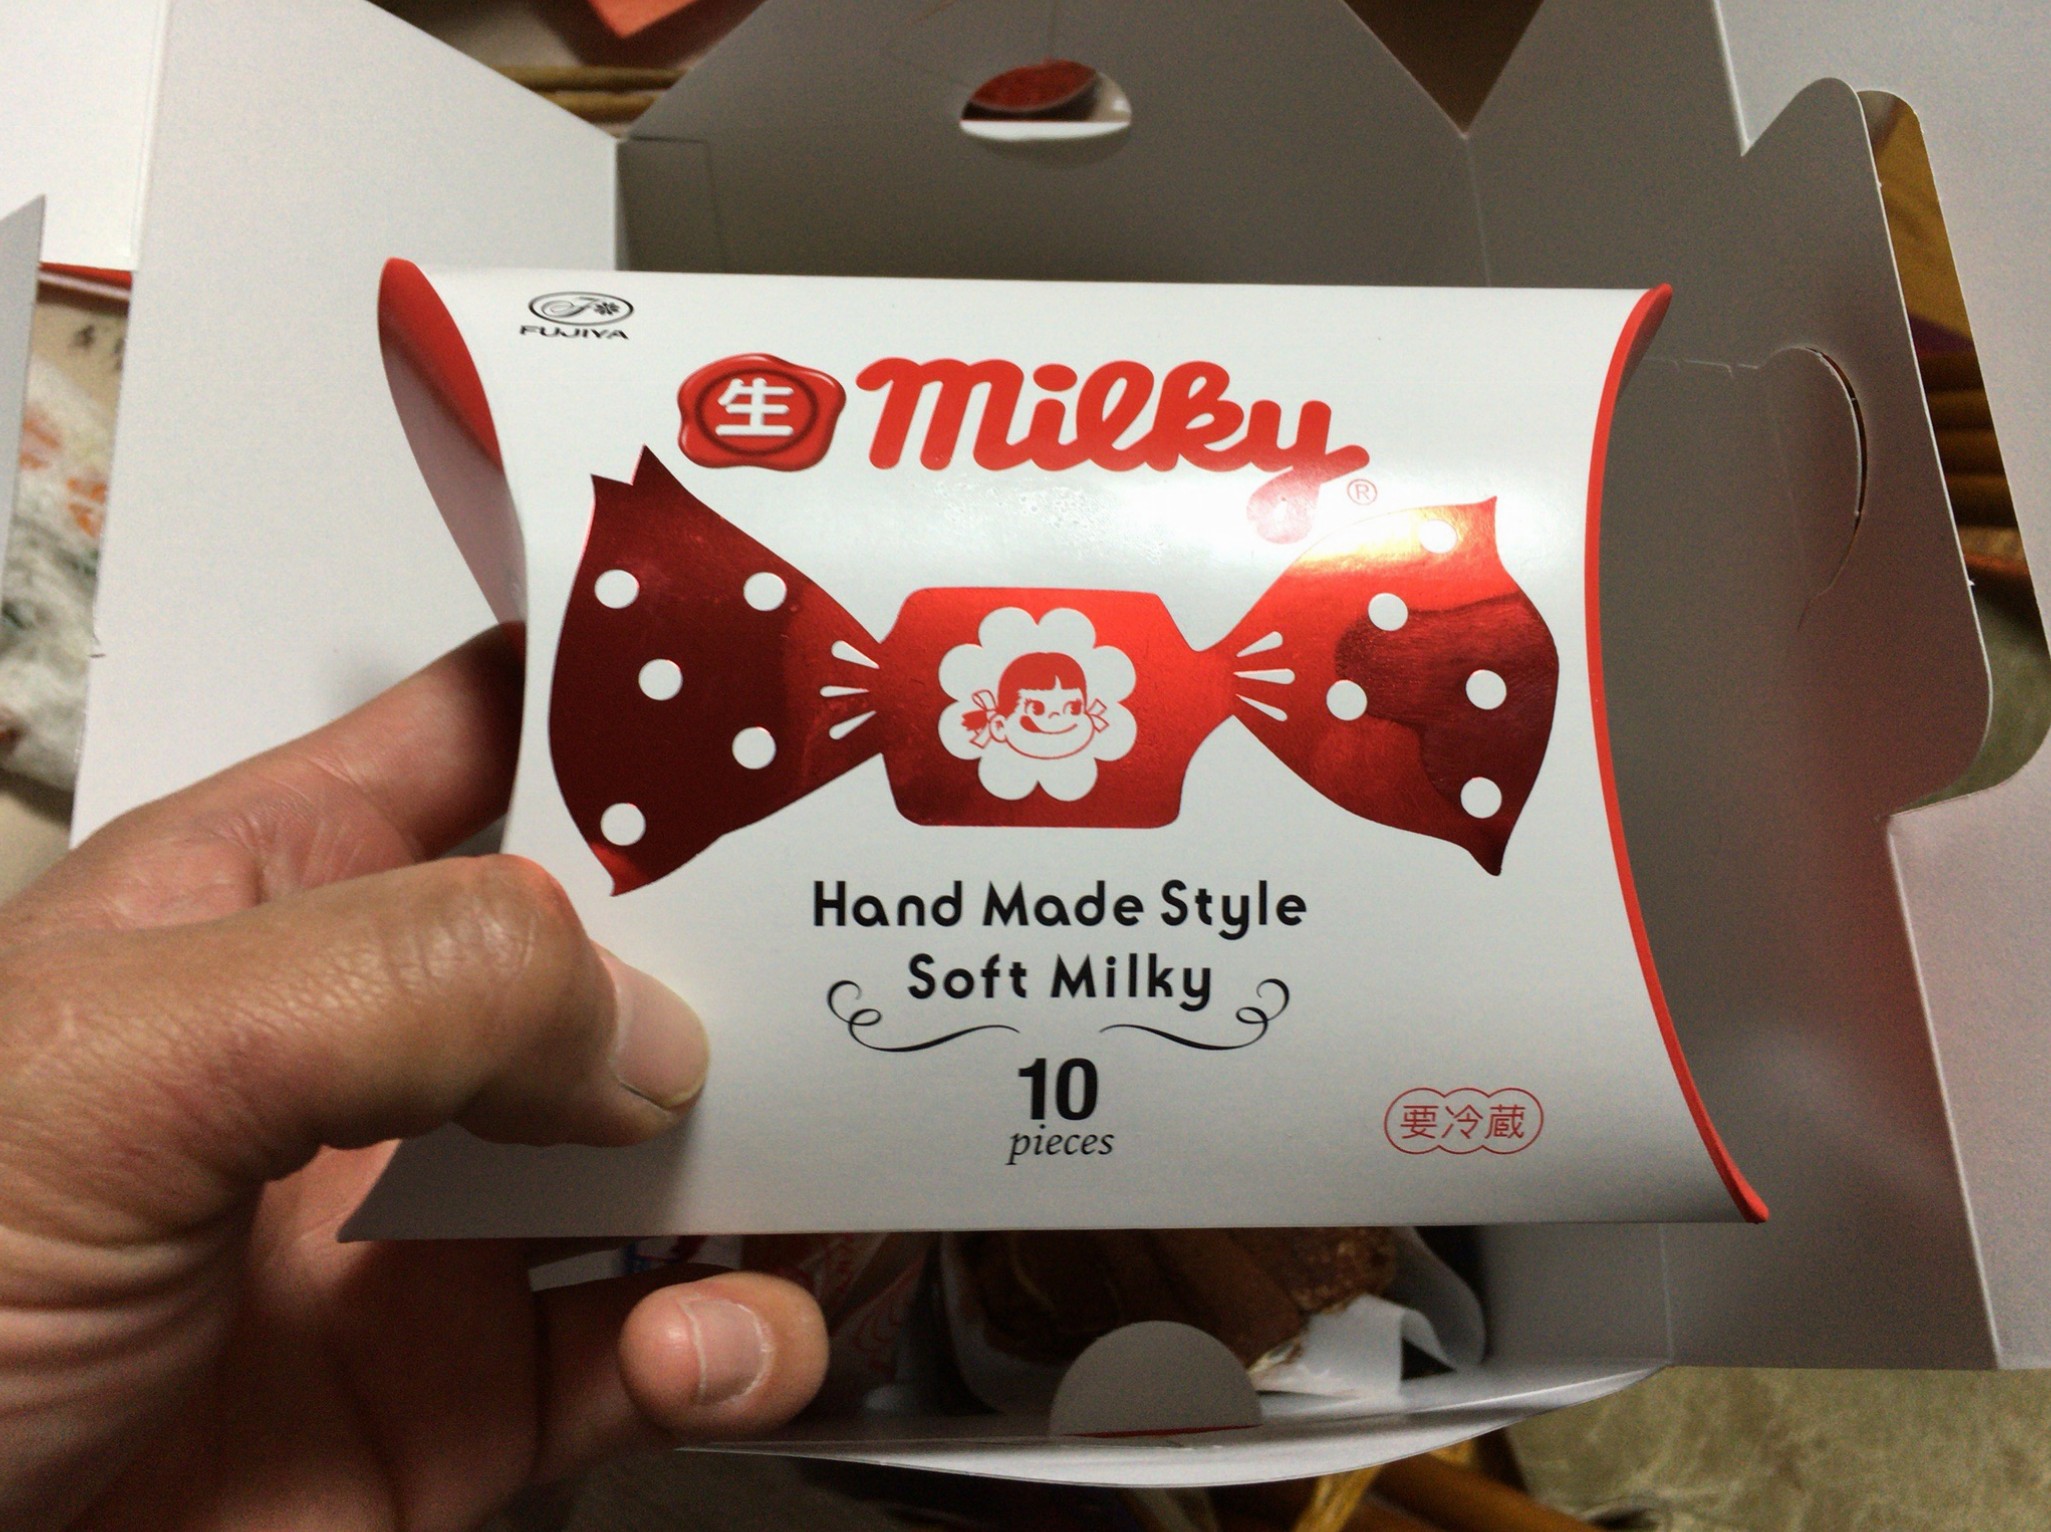 FUJIYA
生 milky ®
Hand Made Style
Soft Milky
10
pieces
要冷蔵